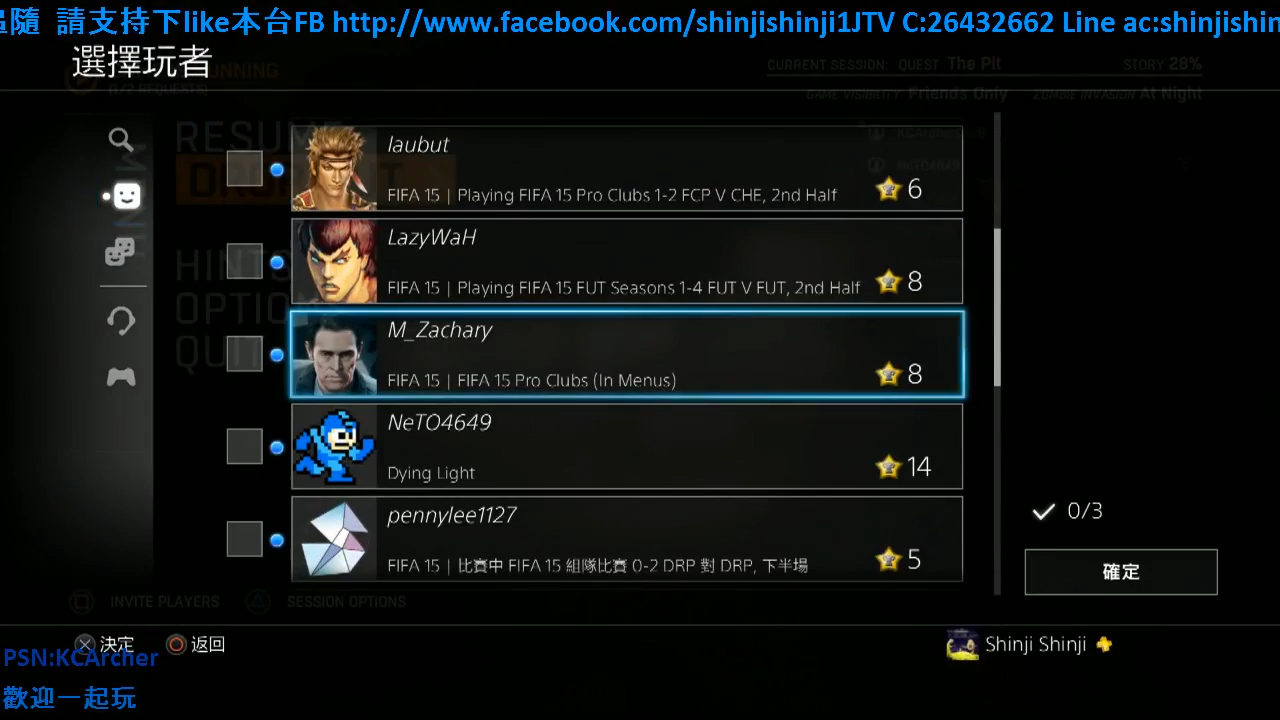 追隨 請支持下like本台FB http://www.facebook.com/shinjishinji1JTV C:26432662 Line ac:shinjishin
選擇玩者
CURRENT SESSION: QUEST The Pit STORY 28%
GAME VISIBILITY Friends Only ZOMBIE INVASION At Night
RESUME
HINTS
OPTION
QUIT
laubut
FIFA 15 | Playing FIFA 15 Pro Clubs 1-2 FCP V CHE, 2nd Half
6
LazyWaH
FIFA 15 | Playing FIFA 15 FUT Seasons 1-4 FUT V FUT, 2nd Half
8
M_Zachary
FIFA 15 | FIFA 15 Pro Clubs (In Menus)
8
NeTO4649
Dying Light
14
pennylee1127
FIFA 15 | 比賽中 FIFA 15 組隊比賽 0-2 DRP 對 DRP, 下半場
5
0/3
確定
INVITE PLAYERS SESSION OPTIONS
決定 返回
Shinji Shinji
PSN:KCArcher
歡迎一起玩